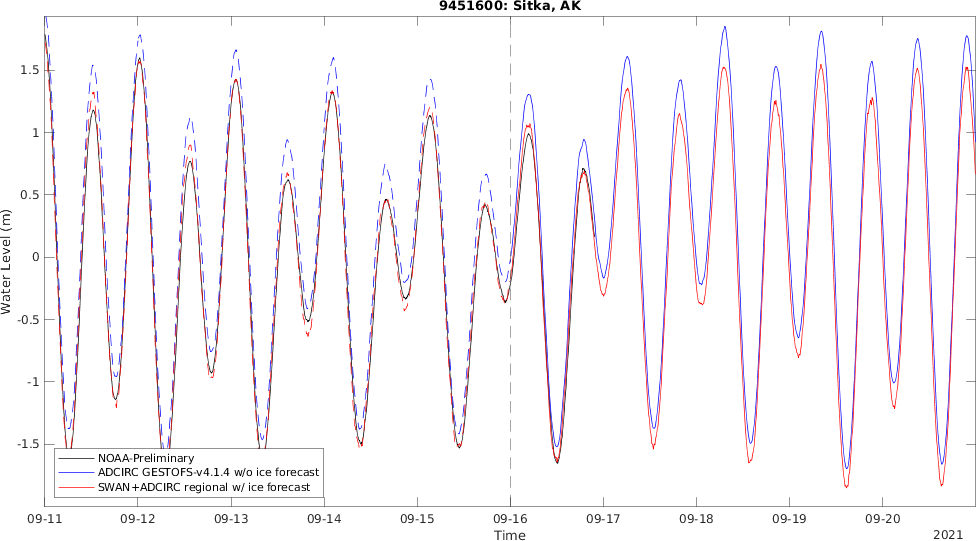 9451600: Sitka, AK
Water Level (m)
1.5
1
0.5
0
-0.5
-1
-1.5
NOAA-Preliminary
ADCIRC GESTOFS-v4.1.4 w/o ice forecast
SWAN+ADCIRC regional w/ ice forecast
09-11 09-12 09-13 09-14 09-15 09-16 09-17 09-18 09-19 09-20
Time
2021